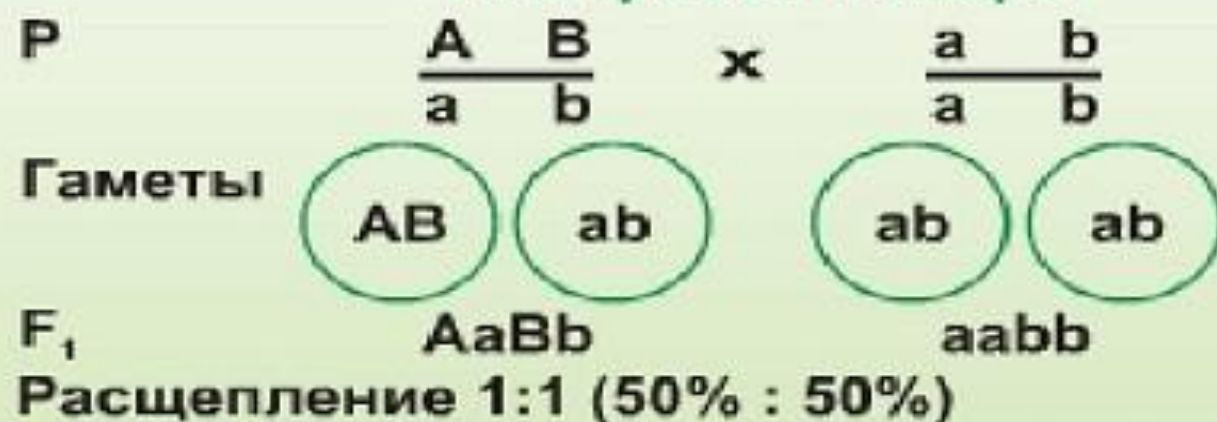 P A B x a b
a b a b
Гаметы AB ab ab ab
F₁ AaBb aabb
Расщепление 1:1 (50% : 50%)